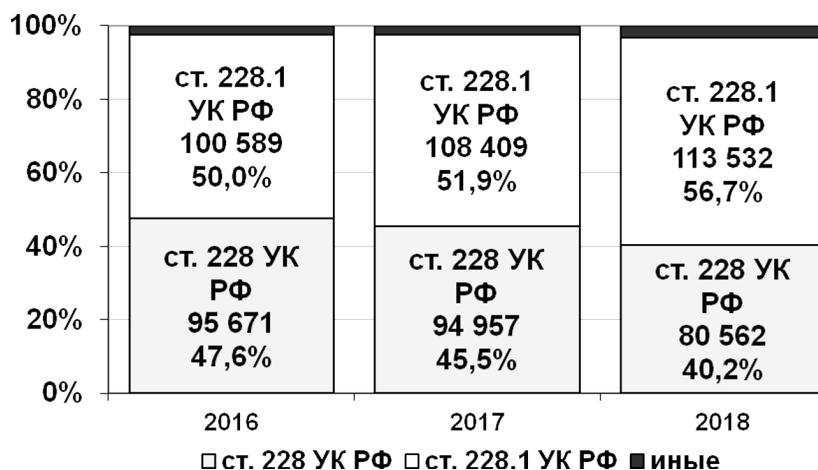 100%
80%
60%
40%
20%
0%
ст. 228.1
УК РФ
100 589
50,0%
ст. 228 УК
РФ
95 671
47,6%
ст. 228.1
УК РФ
108 409
51,9%
ст. 228 УК
РФ
94 957
45,5%
ст. 228.1
УК РФ
113 532
56,7%
ст. 228 УК
РФ
80 562
40,2%
2016
2017
2018
ст. 228 УК РФ ст. 228.1 УК РФ иные